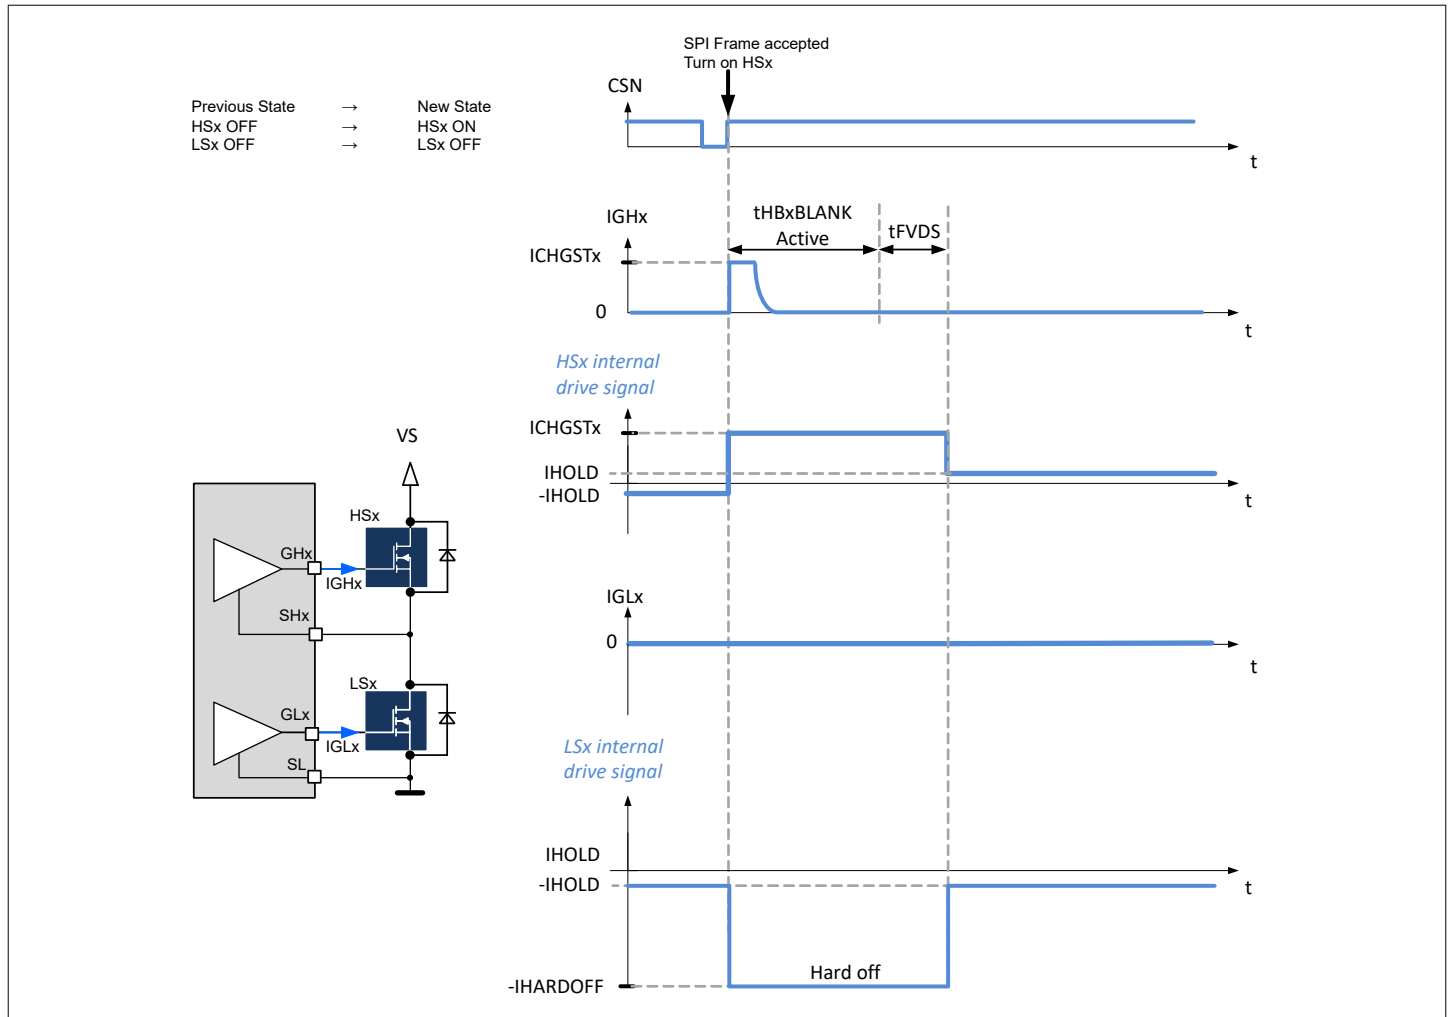 SPI Frame accepted
Turn on HSx
CSN
Previous State → New State
HSx OFF → HSx ON
LSx OFF → LSx OFF
t
IGHx
tHBxBLANK
Active
tFVDS
ICHGSTx
0
t
HSx internal
drive signal
ICHGSTx
IHOLD
-IHOLD
t
VS
HSx
GHx
IGHx
SHx
LSx
GLx
IGLx
SL
IGLx
0
t
LSx internal
drive signal
IHOLD
-IHOLD
t
Hard off
-IHARDOFF